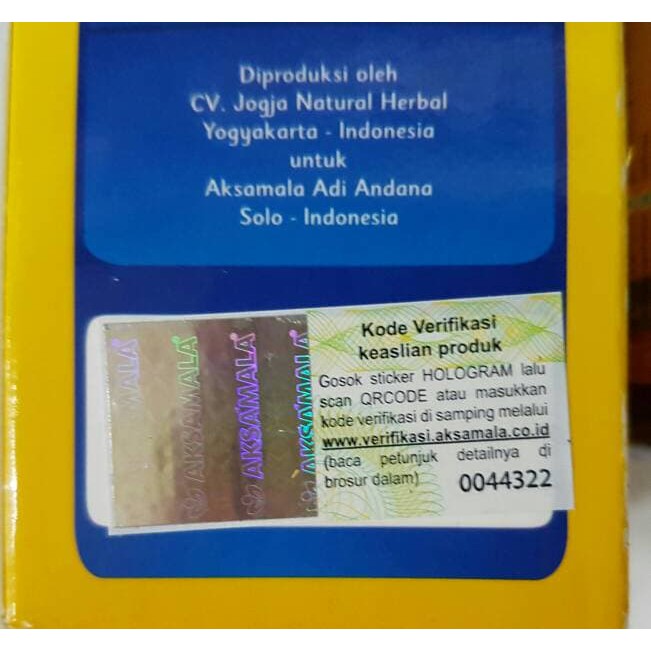 Diproduksi oleh
CV. Jogja Natural Herbal
Yogyakarta - Indonesia
untuk
Aksamala Adi Andana
Solo - Indonesia
Kode Verifikasi
keaslian produk
Gosok sticker HOLOGRAM lalu
scan QRCODE atau masukkan
kode verifikasi di samping melalui
www.verifikasi.aksamala.co.id
(baca petunjuk detailnya di
brosur dalam) 0044322
MALA
AKSAMALA
AKSAMALA
AKSAMALA